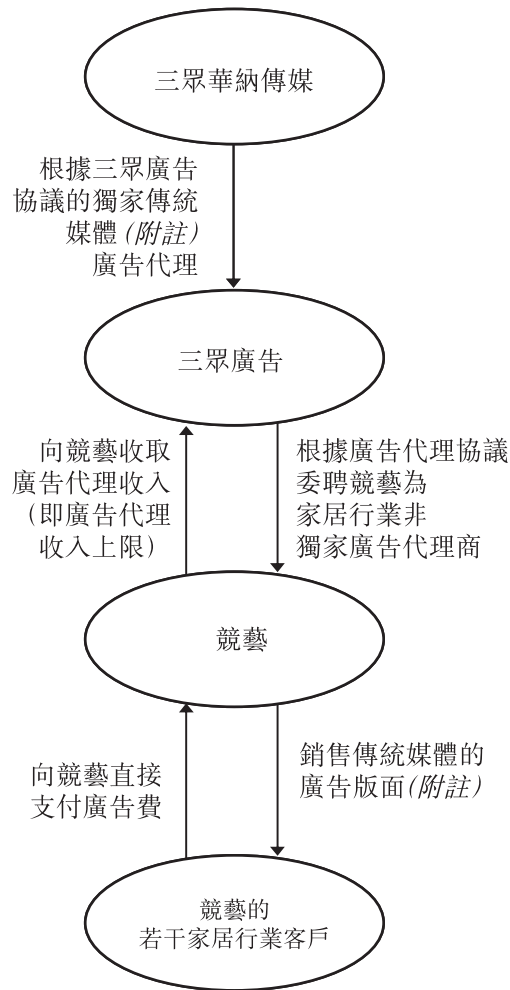 三眾華納傳媒
根據三眾廣告
協議的獨家傳統
媒體(附註)
廣告代理
三眾廣告
向競藝收取
廣告代理收入
(即廣告代理
收入上限)
根據廣告代理協議
委聘競藝為
家居行業非
獨家廣告代理商
競藝
向競藝直接
支付廣告費
銷售傳統媒體的
廣告版面(附註)
競藝的
若干家居行業客戶